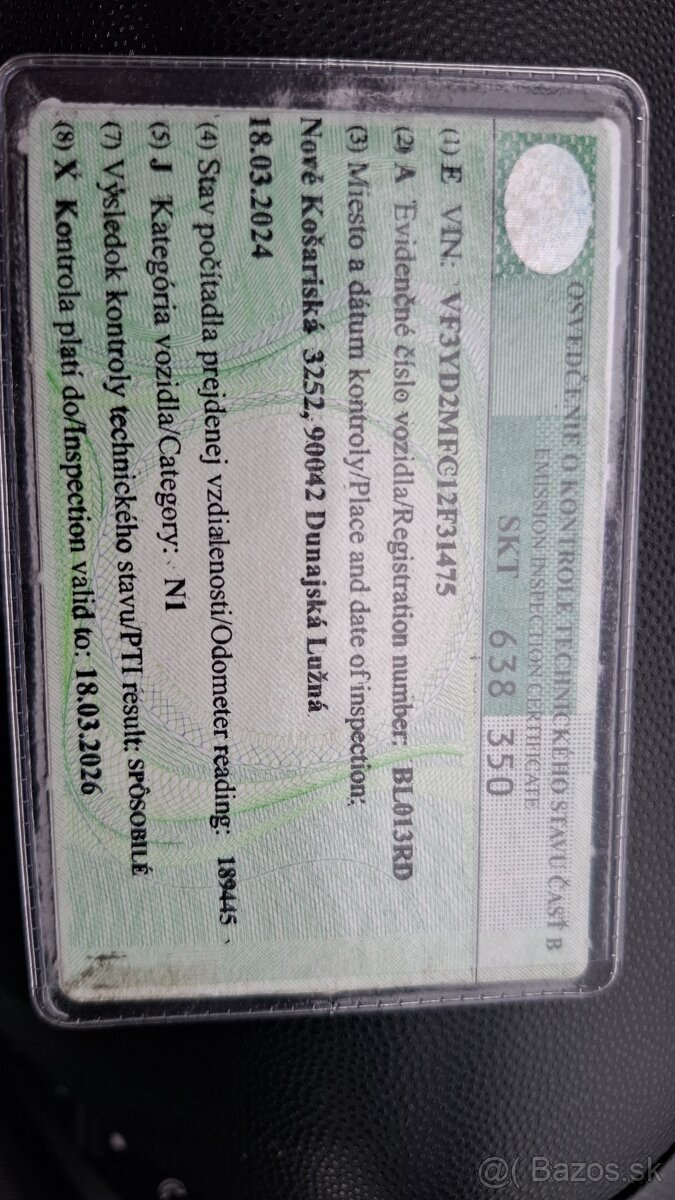 OSVEDČENIE O KONTROLE TECHNICKÉHO STAVU ČASŤ B
EMISSION INSPECTION CERTIFICATE
SKT 638 350
(1) E VIN: VF3YD2MFC12F31475
(2) A Evidenčné číslo vozidla/Registration number: BL013RD
(3) Miesto a dátum kontroly/Place and date of inspection:
Nové Košariská 3252, 90042 Dunajská Lužná
18.03.2024
(4) Stav počítadla prejdenej vzdialenosti/Odometer reading: 189445
(5) J Kategória vozidla/Category: N1
(7) Výsledok kontroly technického stavu/PTI result: SPÔSOBILÉ
(8) X Kontrola platí do/Inspection valid to: 18.03.2026
@( Bazos.sk